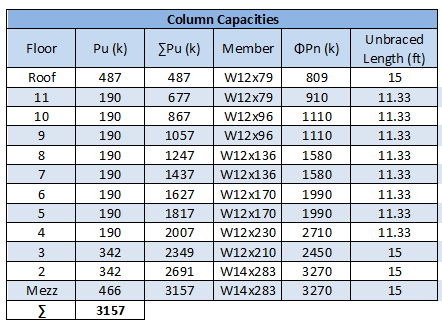 Column Capacities
Floor Pu (k) ∑Pu (k) Member ΦPn (k) Unbraced Length (ft)
Roof 487 487 W12x79 809 15
11 190 677 W12x79 910 11.33
10 190 867 W12x96 1110 11.33
9 190 1057 W12x96 1110 11.33
8 190 1247 W12x136 1580 11.33
7 190 1437 W12x136 1580 11.33
6 190 1627 W12x170 1990 11.33
5 190 1817 W12x170 1990 11.33
4 190 2007 W12x230 2710 11.33
3 342 2349 W12x210 2450 15
2 342 2691 W14x283 3270 15
Mezz 466 3157 W14x283 3270 15
∑ 3157